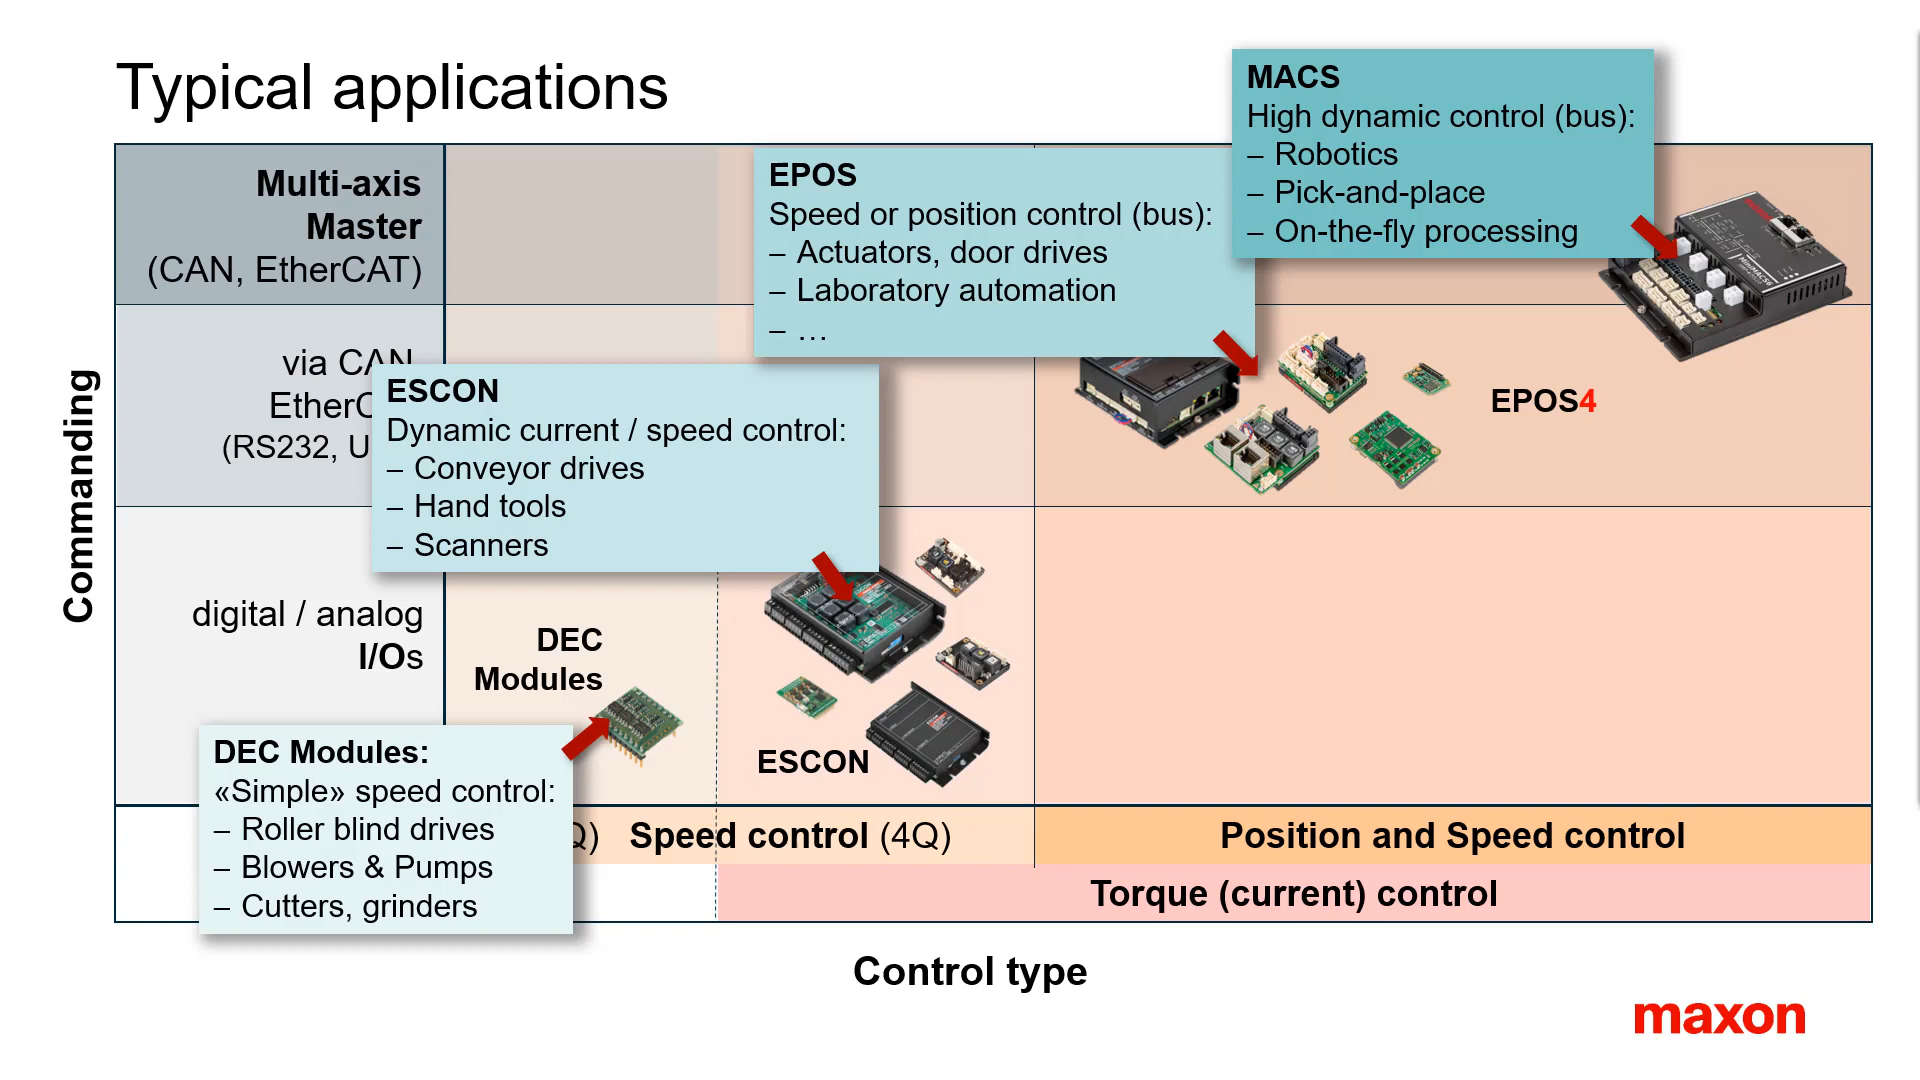 Typical applications
MACS
High dynamic control (bus):
– Robotics
– Pick-and-place
– On-the-fly processing
EPOS
Speed or position control (bus):
– Actuators, door drives
– Laboratory automation
– …
Multi-axis
Master
(CAN, EtherCAT)
via CAN
(RS232,
EPOS4
ESCON
Dynamic current / speed control:
– Conveyor drives
– Hand tools
– Scanners
Commanding
digital / analog
I/Os
DEC
Modules
ESCON
DEC Modules:
«Simple» speed control:
– Roller blind drives
– Blowers & Pumps
– Cutters, grinders
Q) Speed control (4Q)
Position and Speed control
Torque (current) control
Control type
maxon